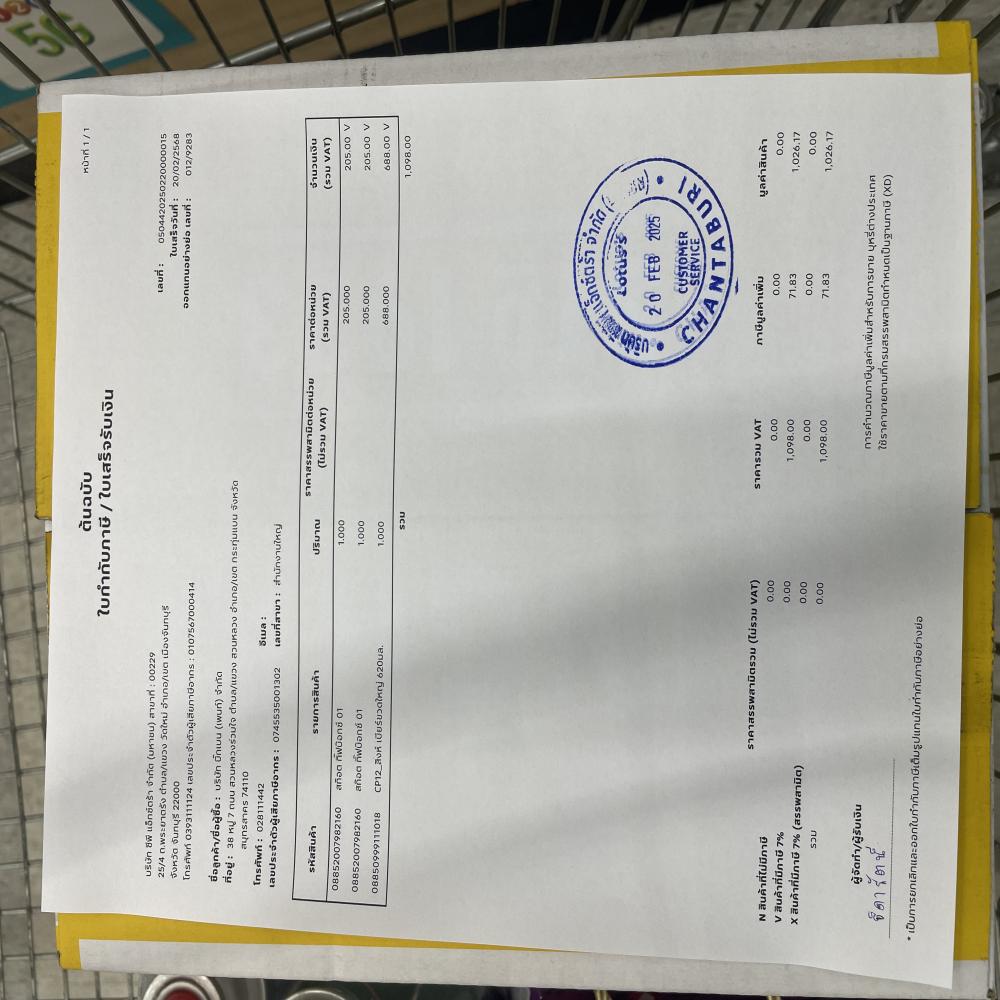 หน้าที่ 1 / 1
ต้นฉบับ
ใบกำกับภาษี / ใบเสร็จรับเงิน
เลขที่ : 0504420250220000015
ใบเสร็จวันที่ : 20/02/2568
ออกแทนอย่างย่อ เลขที่ : 012/9283
บริษัท ซีพี แอ็กซ์ตร้า จำกัด (มหาชน) สาขาที่ : 00229
25/4 ถ.พระยาตรัง ตำบล/แขวง วัดใหม่ อำเภอ/เขต เมืองจันทบุรี
จังหวัด จันทบุรี 22000
โทรศัพท์ 0393111124 เลขประจำตัวผู้เสียภาษีอากร : 0107567000414
ชื่อลูกค้า/ชื่อผู้ซื้อ : บริษัท บิ๊กแบน (เพนท์) จำกัด
ที่อยู่ : 38 หมู่ 7 ถนน สวนหลวงร่วมใจ ตำบล/แขวง สวนหลวง อำเภอ/เขต กระทุ่มแบน จังหวัด
สมุทรสาคร 74110
โทรศัพท์ : 028111442 อีเมล :
เลขประจำตัวผู้เสียภาษีอากร : 0745535001302 เลขที่สาขา : สำนักงานใหญ่
รหัสสินค้า รายการสินค้า ปริมาณ ราคาสรรพสามิตต่อหน่วย (ไม่รวม VAT) ราคาต่อหน่วย (รวม VAT) จำนวนเงิน (รวม VAT)
08852007982160 สก๊อต กิ๊ฟบ๊อกซ์ 01 1.000 205.000 205.00 V
08852007982160 สก๊อต กิ๊ฟบ๊อกซ์ 01 1.000 205.000 205.00 V
08850999111018 CP12_สิงห์ เบียร์ขวดใหญ่ 620มล. 1.000 688.000 688.00 V
รวม 1,098.00
บริษัท แอ็กซ์ตร้า จำกัด
Lotus's
20 FEB 2025
CUSTOMER
SERVICE
CHANTABURI
ราคาสรรพสามิตรวม (ไม่รวม VAT) ราคารวม VAT ภาษีมูลค่าเพิ่ม มูลค่าสินค้า
N สินค้าที่ไม่มีภาษี 0.00 0.00 0.00 0.00
V สินค้าที่มีภาษี 7% 0.00 1,098.00 71.83 1,026.17
X สินค้าที่มีภาษี 7% (สรรพสามิต) 0.00 0.00 0.00 0.00
รวม 0.00 1,098.00 71.83 1,026.17
ผู้จัดทำ/ผู้รับเงิน
การคำนวณภาษีมูลค่าเพิ่มสำหรับการขาย บุหรี่ต่างประเทศ
ใช้ราคาขายตามที่กรมสรรพสามิตกำหนดเป็นฐานภาษี (XD)
* เป็นการยกเลิกและออกใบกำกับภาษีเต็มรูปแทนใบกำกับภาษีอย่างย่อ
5G